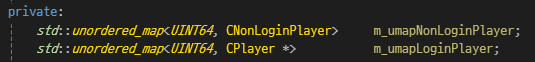 private:
std::unordered_map<UINT64, CNonLoginPlayer> m_umapNonLoginPlayer;
std::unordered_map<UINT64, CPlayer *> m_umapLoginPlayer;